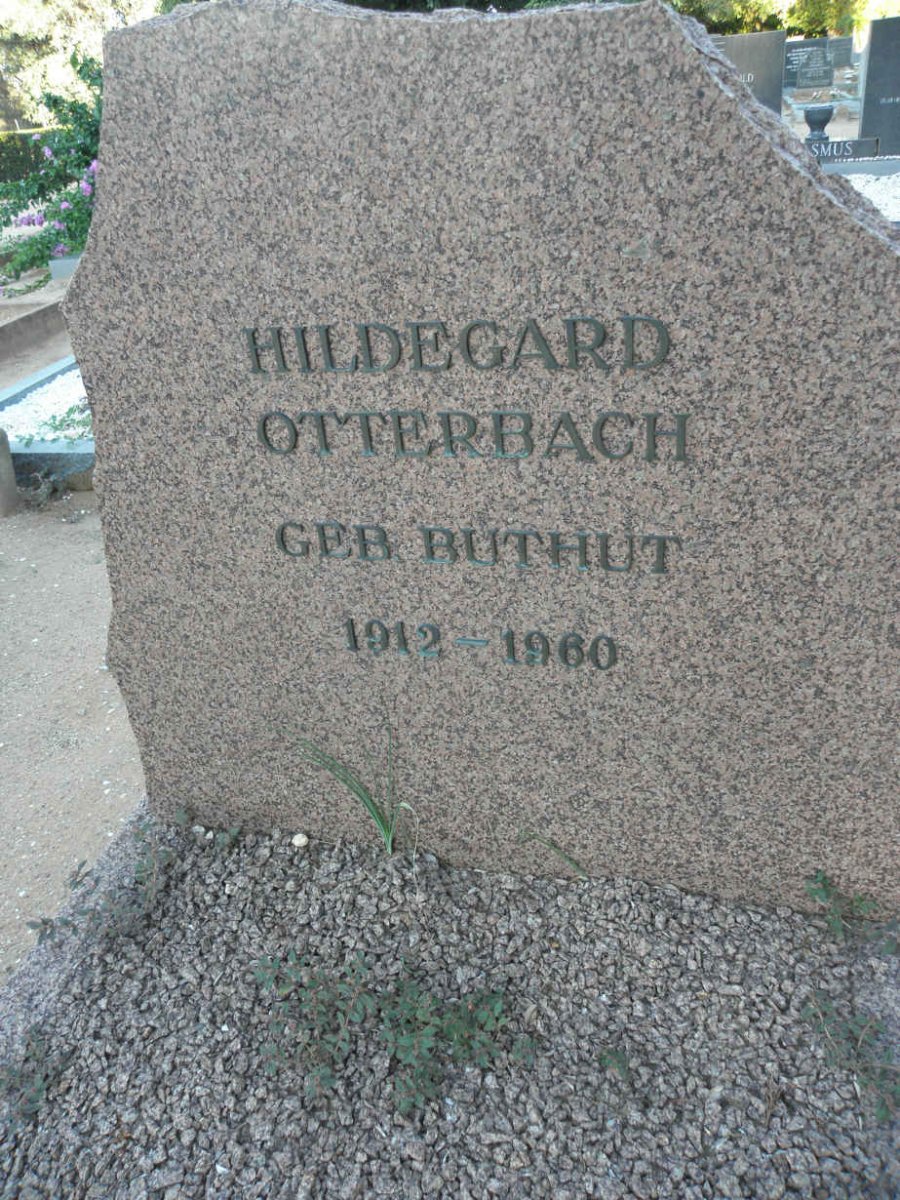 HILDEGARD
OTTERBACH
GEB. BUTHUT
1912 – 1960
SMUS